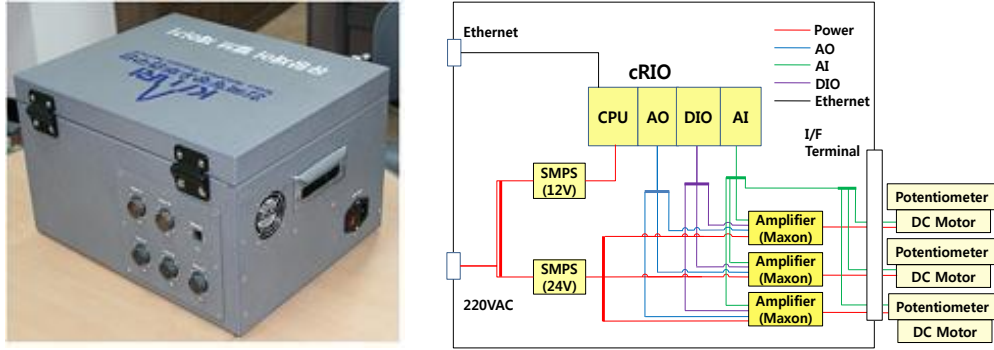 KARI
Ethernet
220VAC
cRIO
CPU
AO
DIO
AI
SMPS
(12V)
SMPS
(24V)
Power
AO
AI
DIO
Ethernet
I/F
Terminal
Amplifier
(Maxon)
Amplifier
(Maxon)
Amplifier
(Maxon)
Potentiometer
DC Motor
Potentiometer
DC Motor
Potentiometer
DC Motor